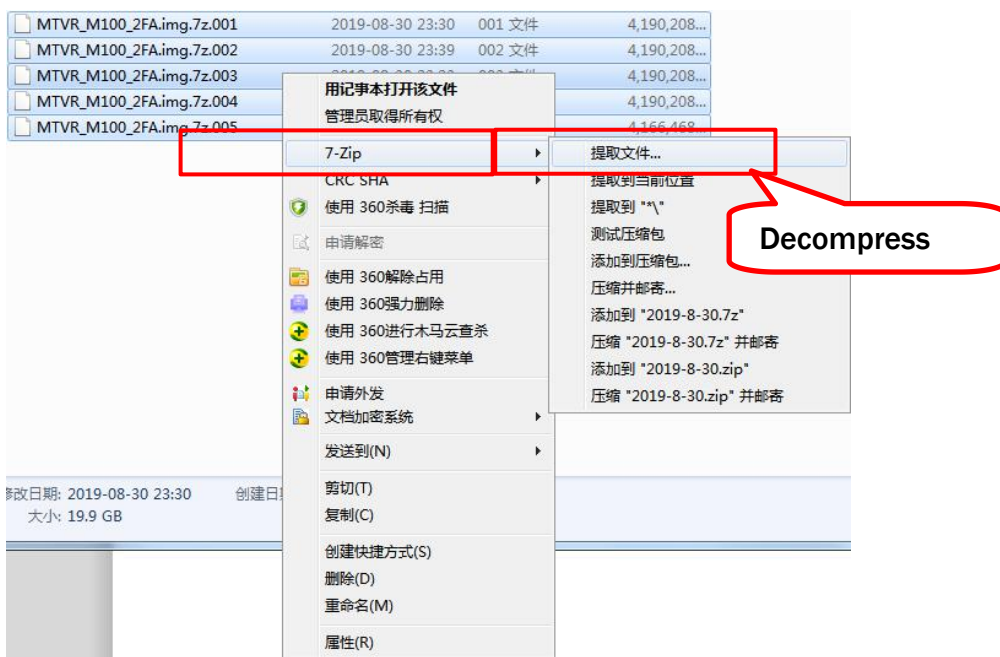 MTVR_M100_2FA.img.7z.001 2019-08-30 23:30 001 文件 4,190,208...
MTVR_M100_2FA.img.7z.002 2019-08-30 23:39 002 文件 4,190,208...
MTVR_M100_2FA.img.7z.003 4,190,208...
MTVR_M100_2FA.img.7z.004 4,190,208...
MTVR_M100_2FA.img.7z.005 4,166,468...
用记事本打开该文件
管理员取得所有权
7-Zip
CRC SHA
使用 360杀毒 扫描
申请解密
使用 360解除占用
使用 360强力删除
使用 360进行木马云查杀
使用 360管理右键菜单
申请外发
文档加密系统
发送到(N)
剪切(T)
复制(C)
创建快捷方式(S)
删除(D)
重命名(M)
属性(R)
提取文件...
提取到当前位置
提取到 "*\"
测试压缩包
添加到压缩包...
压缩并邮寄...
添加到 "2019-8-30.7z"
压缩 "2019-8-30.7z" 并邮寄
添加到 "2019-8-30.zip"
压缩 "2019-8-30.zip" 并邮寄
Decompress
修改日期: 2019-08-30 23:30 创建日
大小: 19.9 GB